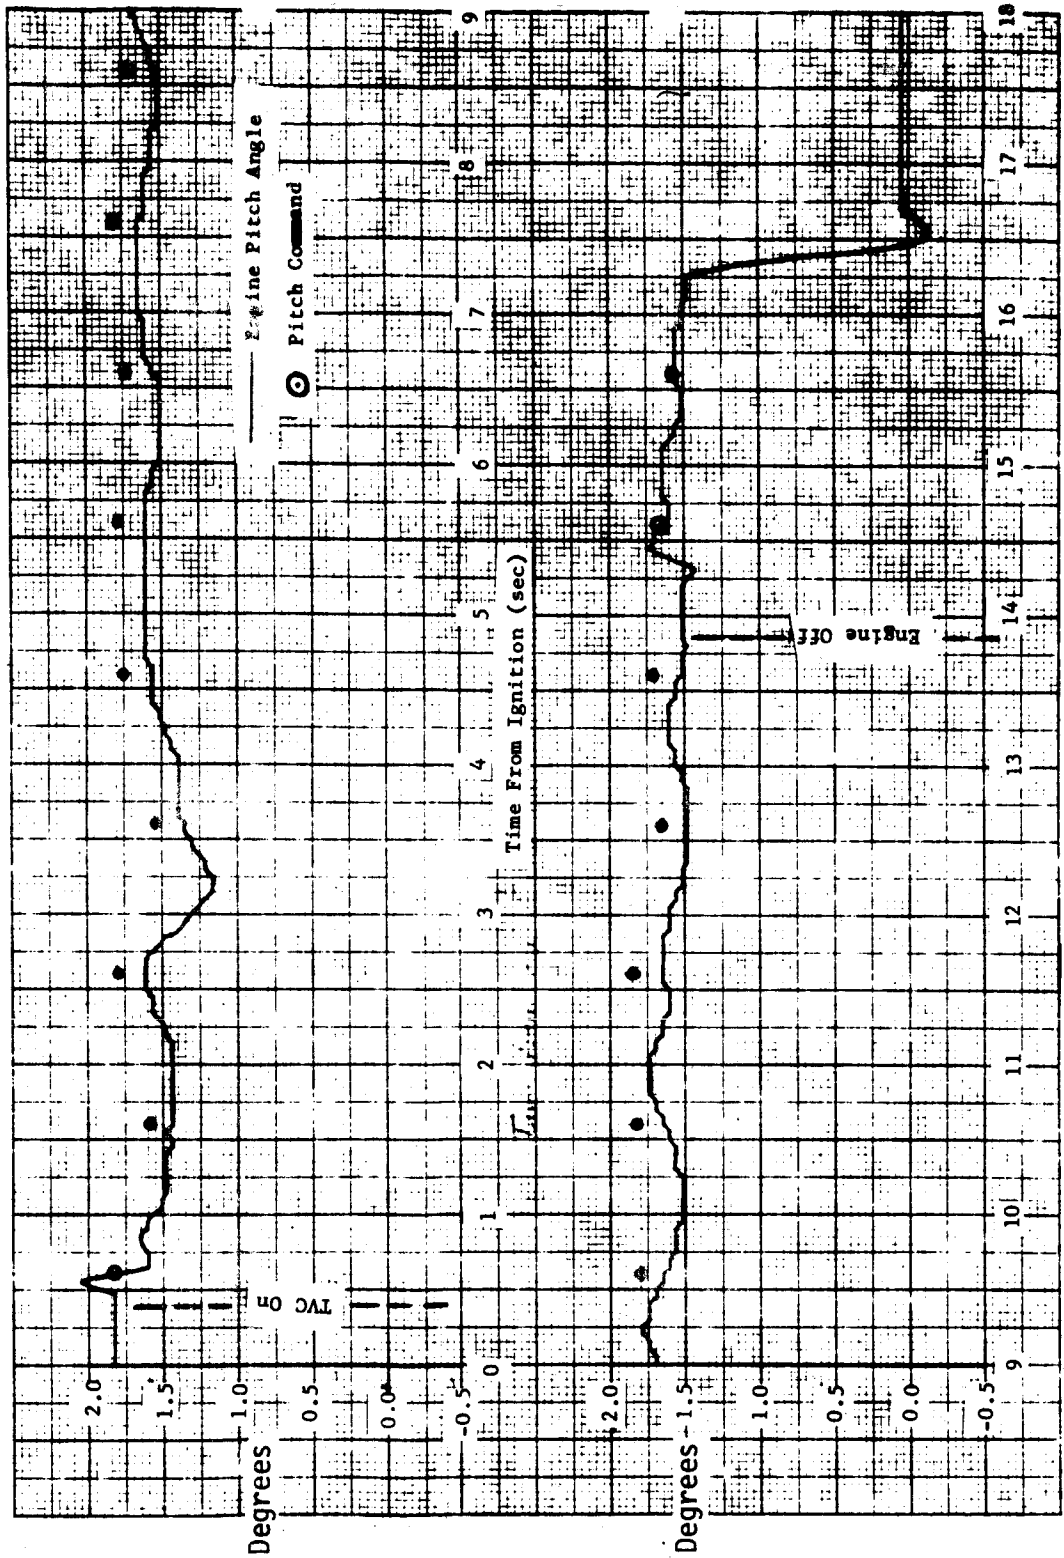 2.0
1.5
1.0
0.5
0.0
-0.5
Degrees
TVC On
Engine Pitch Angle
Pitch Command
0 1 2 3 4 5 6 7 8 9
Time From Ignition (sec)
2.0
1.5
1.0
0.5
0.0
-0.5
Degrees
Engine Off
9 10 11 12 13 14 15 16 17 18